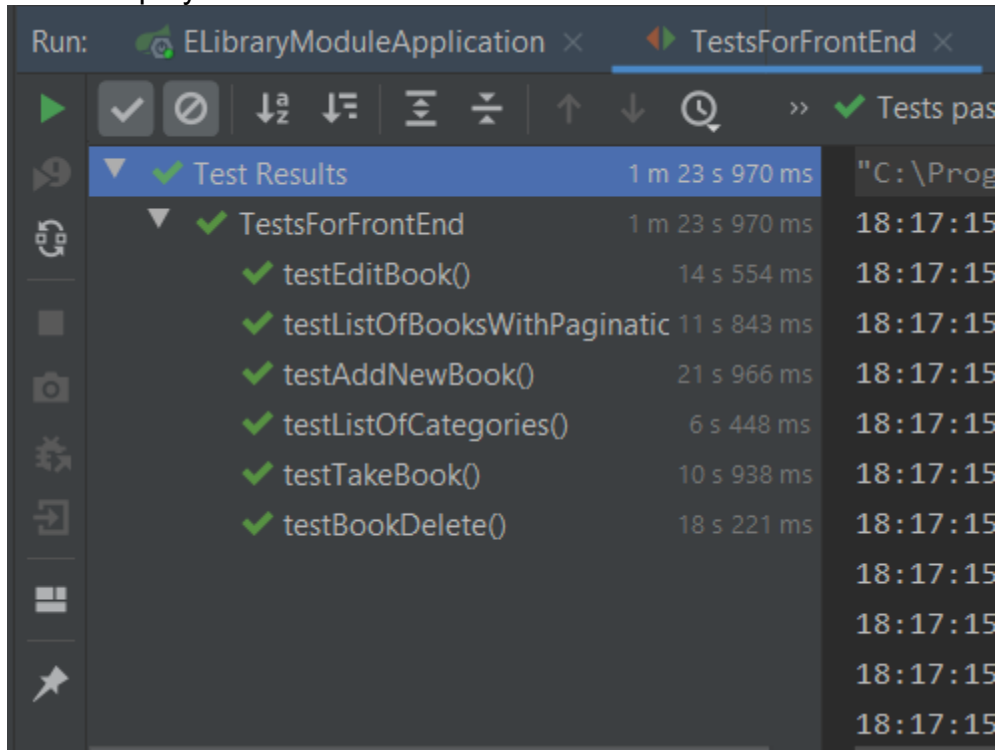 Run: ELibraryModuleApplication × TestsForFrontEnd ×
» Tests pas
Test Results 1 m 23 s 970 ms "C:\Prog
TestsForFrontEnd 1 m 23 s 970 ms 18:17:15
testEditBook() 14 s 554 ms 18:17:15
testListOfBooksWithPaginatic 11 s 843 ms 18:17:15
testAddNewBook() 21 s 966 ms 18:17:15
testListOfCategories() 6 s 448 ms 18:17:15
testTakeBook() 10 s 938 ms 18:17:15
testBookDelete() 18 s 221 ms 18:17:15
18:17:15
18:17:15
18:17:15
18:17:15